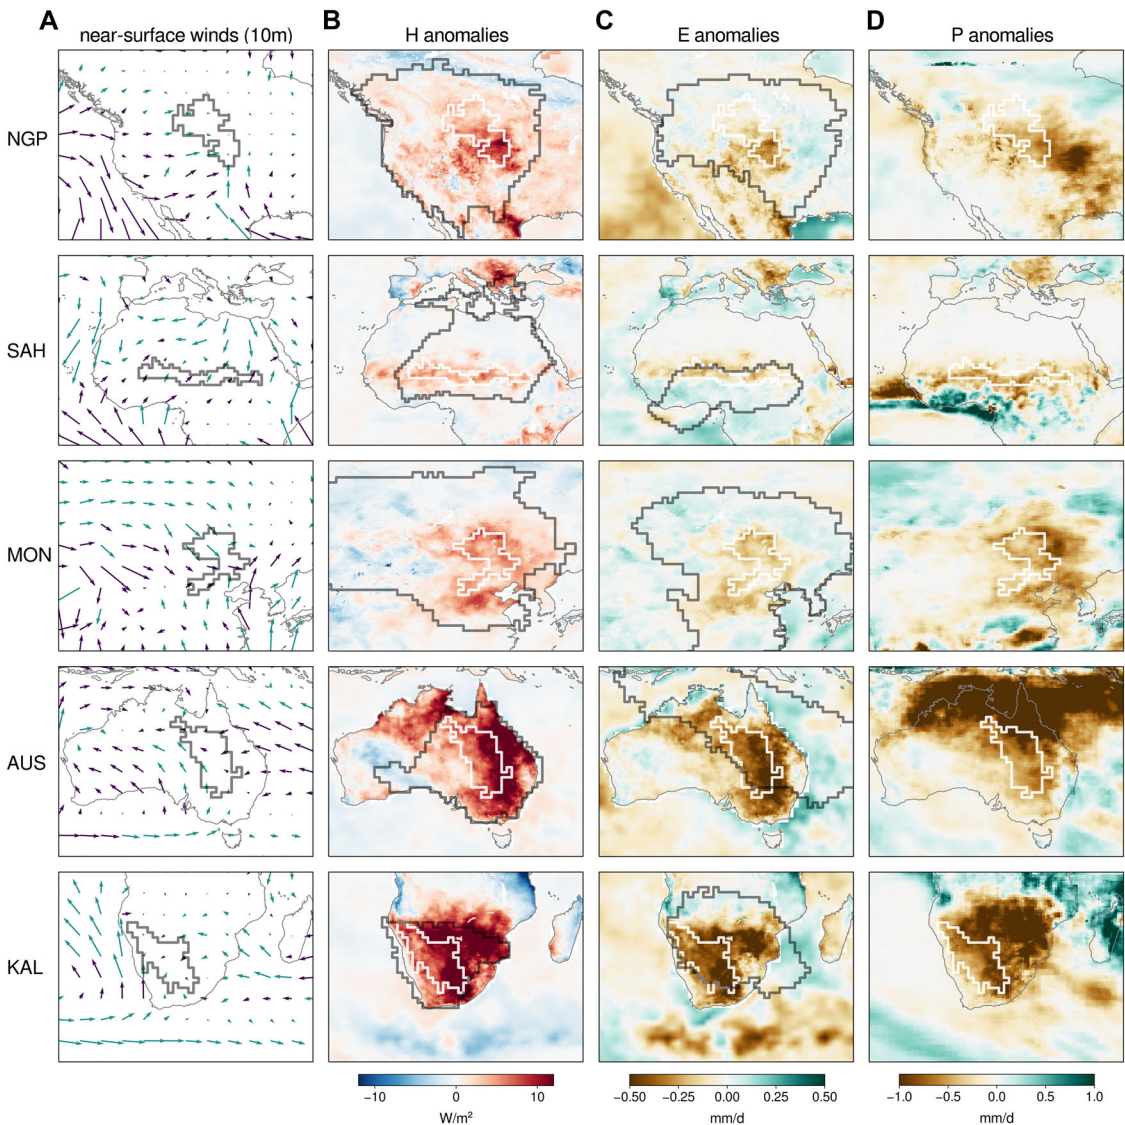 A B C D
near-surface winds (10m) H anomalies E anomalies P anomalies
NGP
SAH
MON
AUS
KAL
−10 0 10 −0.50 −0.25 0.00 0.25 0.50 −1.0 −0.5 0.0 0.5 1.0
W/m² mm/d mm/d